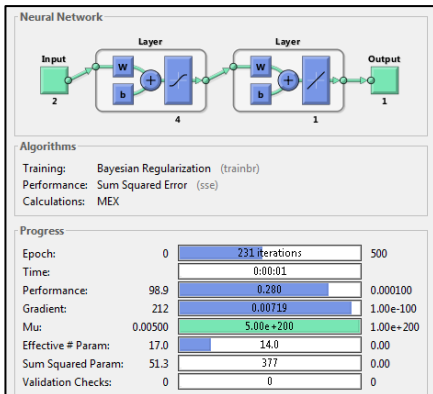 Neural Network
Layer Layer
Input Output
W W
+ +
b b
2 1
4 1
Algorithms
Training: Bayesian Regularization (trainbr)
Performance: Sum Squared Error (sse)
Calculations: MEX
Progress
Epoch: 0 231 iterations 500
Time: 0:00:01
Performance: 98.9 0.280 0.000100
Gradient: 212 0.00719 1.00e-100
Mu: 0.00500 5.00e+200 1.00e+200
Effective # Param: 17.0 14.0 0.00
Sum Squared Param: 51.3 377 0.00
Validation Checks: 0 0 0